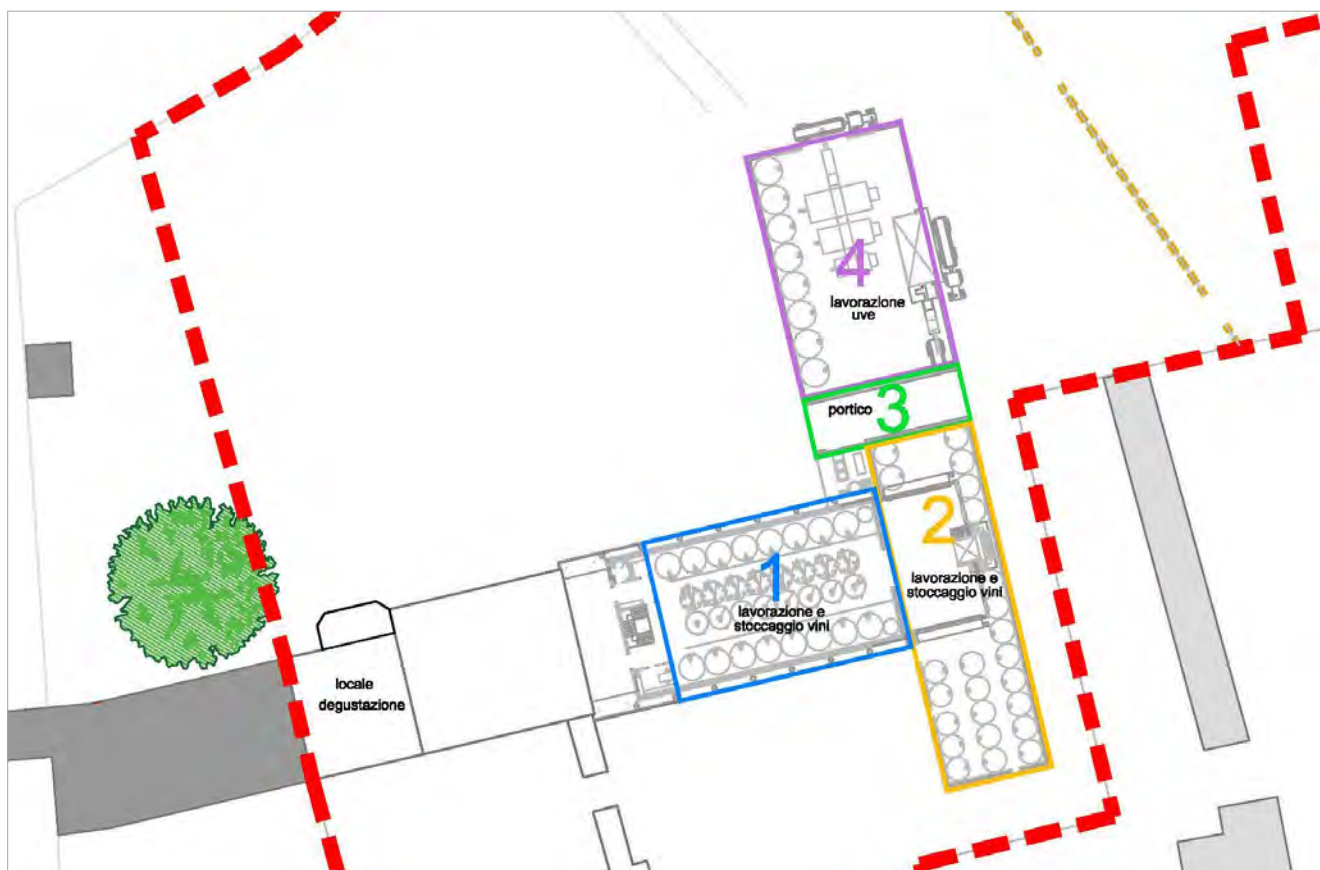 4
lavorazione
uve
portico
3
2
lavorazione e
stoccaggio vini
1
lavorazione e
stoccaggio vini
locale
degustazione